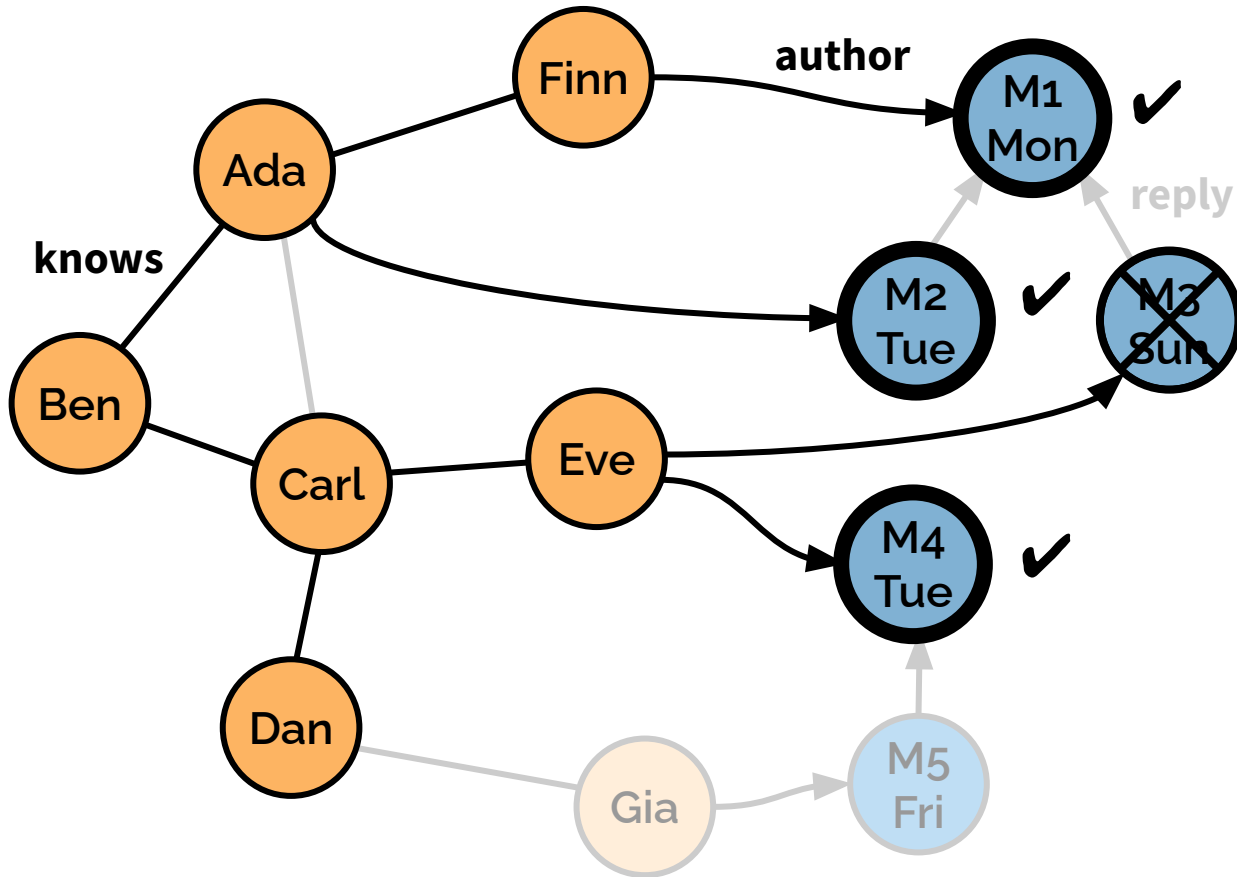 Finn
author
M1
Mon
Ada
reply
knows
M2
Tue
M3
Sun
Ben
Eve
Carl
M4
Tue
Dan
M5
Fri
Gia